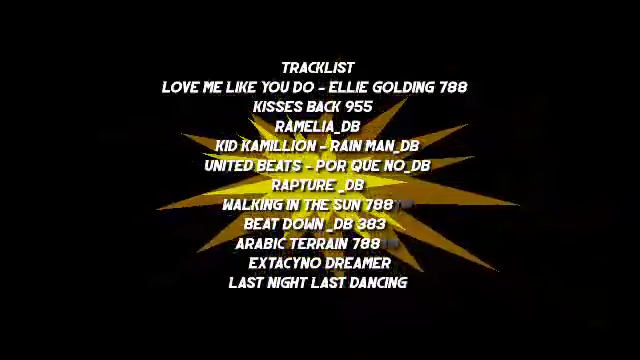 TRACKLIST
LOVE ME LIKE YOU DO - ELLIE GOLDING 788
KISSES BACK 955
RAMELIA_DB
KID KAMILLION - RAIN MAN_DB
UNITED BEATS - POR QUE NO_DB
RAPTURE _DB
WALKING IN THE SUN 788
BEAT DOWN _DB 383
ARABIC TERRAIN 788
EXTACYNO DREAMER
LAST NIGHT LAST DANCING